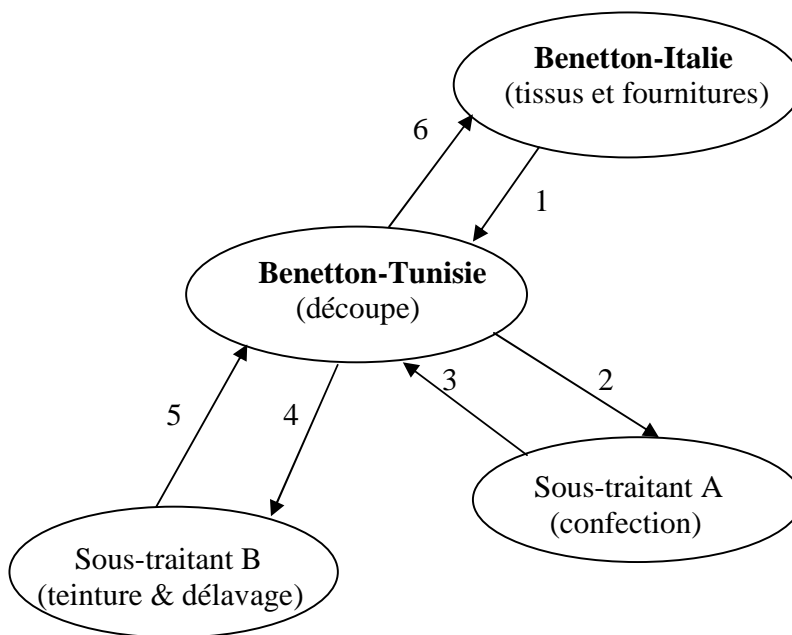 Benetton-Italie
(tissus et fournitures)
6
1
Benetton-Tunisie
(découpe)
5
4
3
2
Sous-traitant A
(confection)
Sous-traitant B
(teinture & délavage)